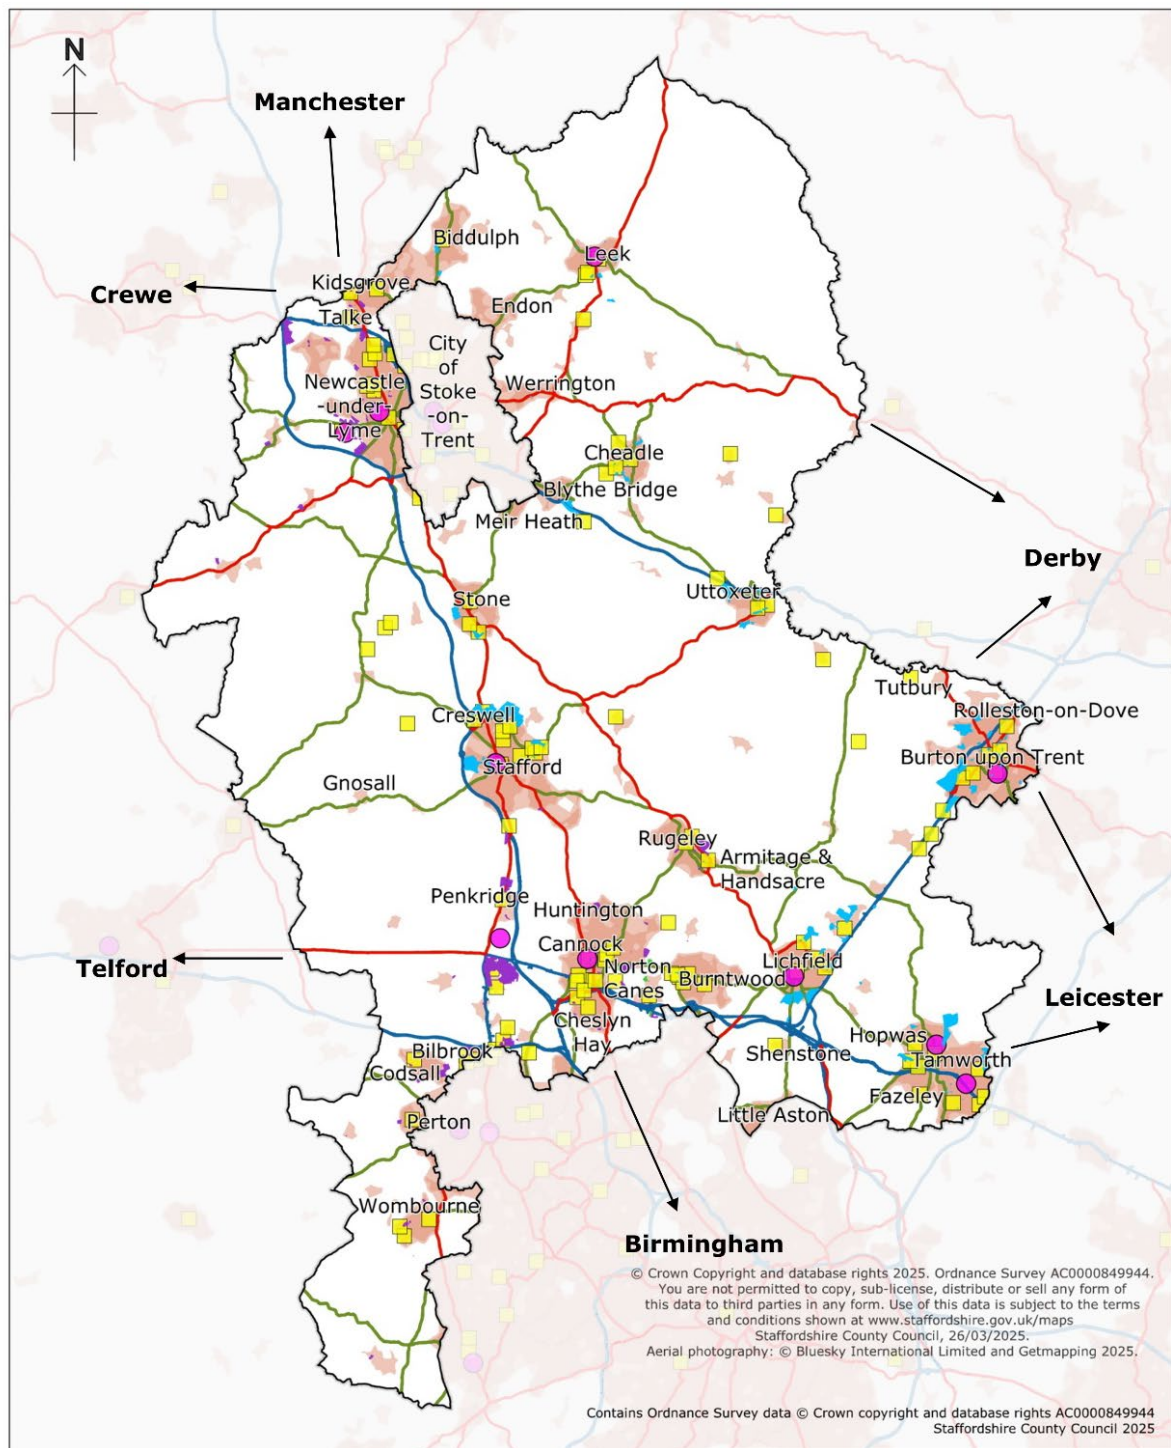 N
Manchester
Biddulph
Leek
Kidsgrove
Crewe
Endon
Talke
City
of
Stoke
-on-
Trent
Newcastle
-under-
Lyme
Werrington
Cheadle
Blythe Bridge
Meir Heath
Derby
Uttoxeter
Stone
Tutbury
Rolleston-on-Dove
Creswell
Burton upon Trent
Stafford
Gnosall
Rugeley
Armitage &
Handsacre
Penkridge
Huntington
Cannock
Lichfield
Telford
Norton
Canes
Burntwood
Leicester
Cheslyn
Hay
Hopwas
Bilbrook
Shenstone
Tamworth
Codsall
Fazeley
Little Aston
Perton
Wombourne
Birmingham
© Crown Copyright and database rights 2025. Ordnance Survey AC0000849944.
You are not permitted to copy, sub-license, distribute or sell any form of
this data to third parties in any form. Use of this data is subject to the terms
and conditions shown at www.staffordshire.gov.uk/maps
Staffordshire County Council, 26/03/2025.
Aerial photography: © Bluesky International Limited and Getmapping 2025.
Contains Ordnance Survey data © Crown copyright and database rights AC0000849944
Staffordshire County Council 2025